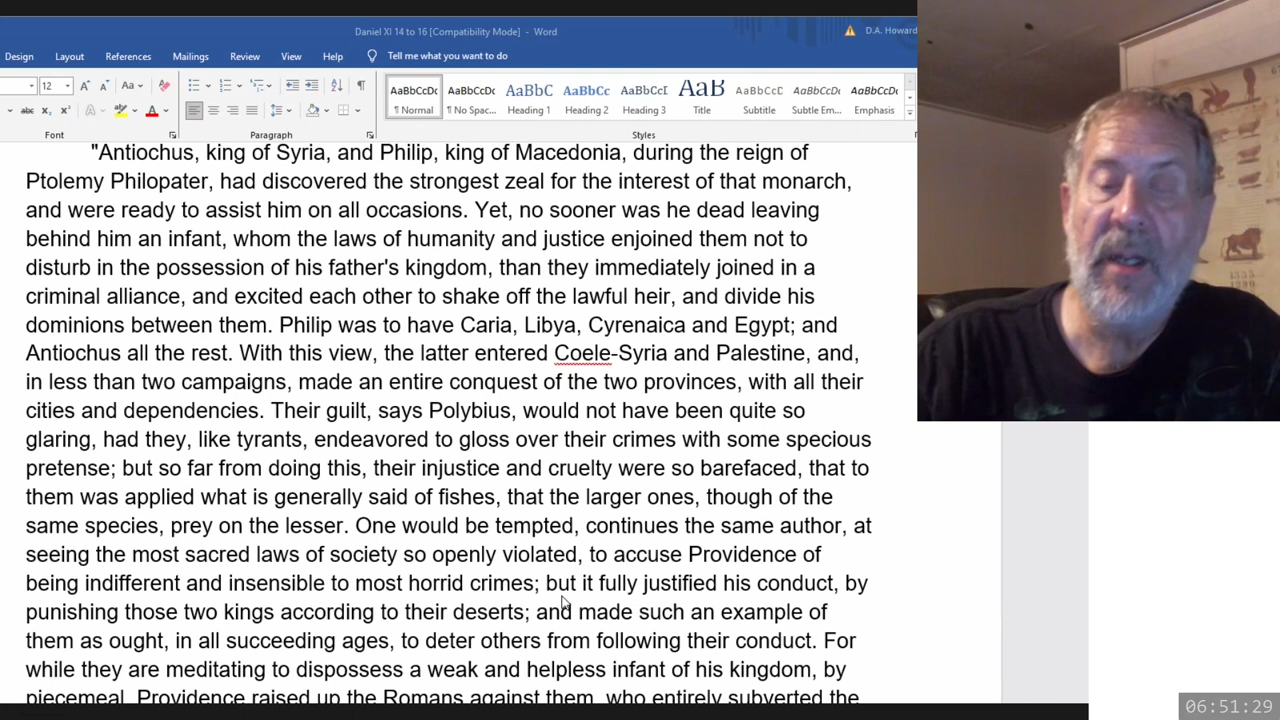 Daniel XI 14 to 16 [Compatibility Mode] - Word
D.A. Howard
Design Layout References Mailings Review View Help Tell me what you want to do
12 Aa
abc
AaBbCcDc AaBbCcDc AaBbC AaBbCc AaBbCcD AaB AaBbCcD AaBbCcDc AaBbCcDc
¶ Normal ¶ No Spac... Heading 1 Heading 2 Heading 3 Title Subtitle Subtle Em... Emphasis
Font Paragraph Styles
"Antiochus, king of Syria, and Philip, king of Macedonia, during the reign of
Ptolemy Philopater, had discovered the strongest zeal for the interest of that monarch,
and were ready to assist him on all occasions. Yet, no sooner was he dead leaving
behind him an infant, whom the laws of humanity and justice enjoined them not to
disturb in the possession of his father's kingdom, than they immediately joined in a
criminal alliance, and excited each other to shake off the lawful heir, and divide his
dominions between them. Philip was to have Caria, Libya, Cyrenaica and Egypt; and
Antiochus all the rest. With this view, the latter entered Coele-Syria and Palestine, and,
in less than two campaigns, made an entire conquest of the two provinces, with all their
cities and dependencies. Their guilt, says Polybius, would not have been quite so
glaring, had they, like tyrants, endeavored to gloss over their crimes with some specious
pretense; but so far from doing this, their injustice and cruelty were so barefaced, that to
them was applied what is generally said of fishes, that the larger ones, though of the
same species, prey on the lesser. One would be tempted, continues the same author, at
seeing the most sacred laws of society so openly violated, to accuse Providence of
being indifferent and insensible to most horrid crimes; but it fully justified his conduct, by
punishing those two kings according to their deserts; and made such an example of
them as ought, in all succeeding ages, to deter others from following their conduct. For
while they are meditating to dispossess a weak and helpless infant of his kingdom, by
piecemeal, Providence raised up the Romans against them, who entirely subverted the
06:51:29